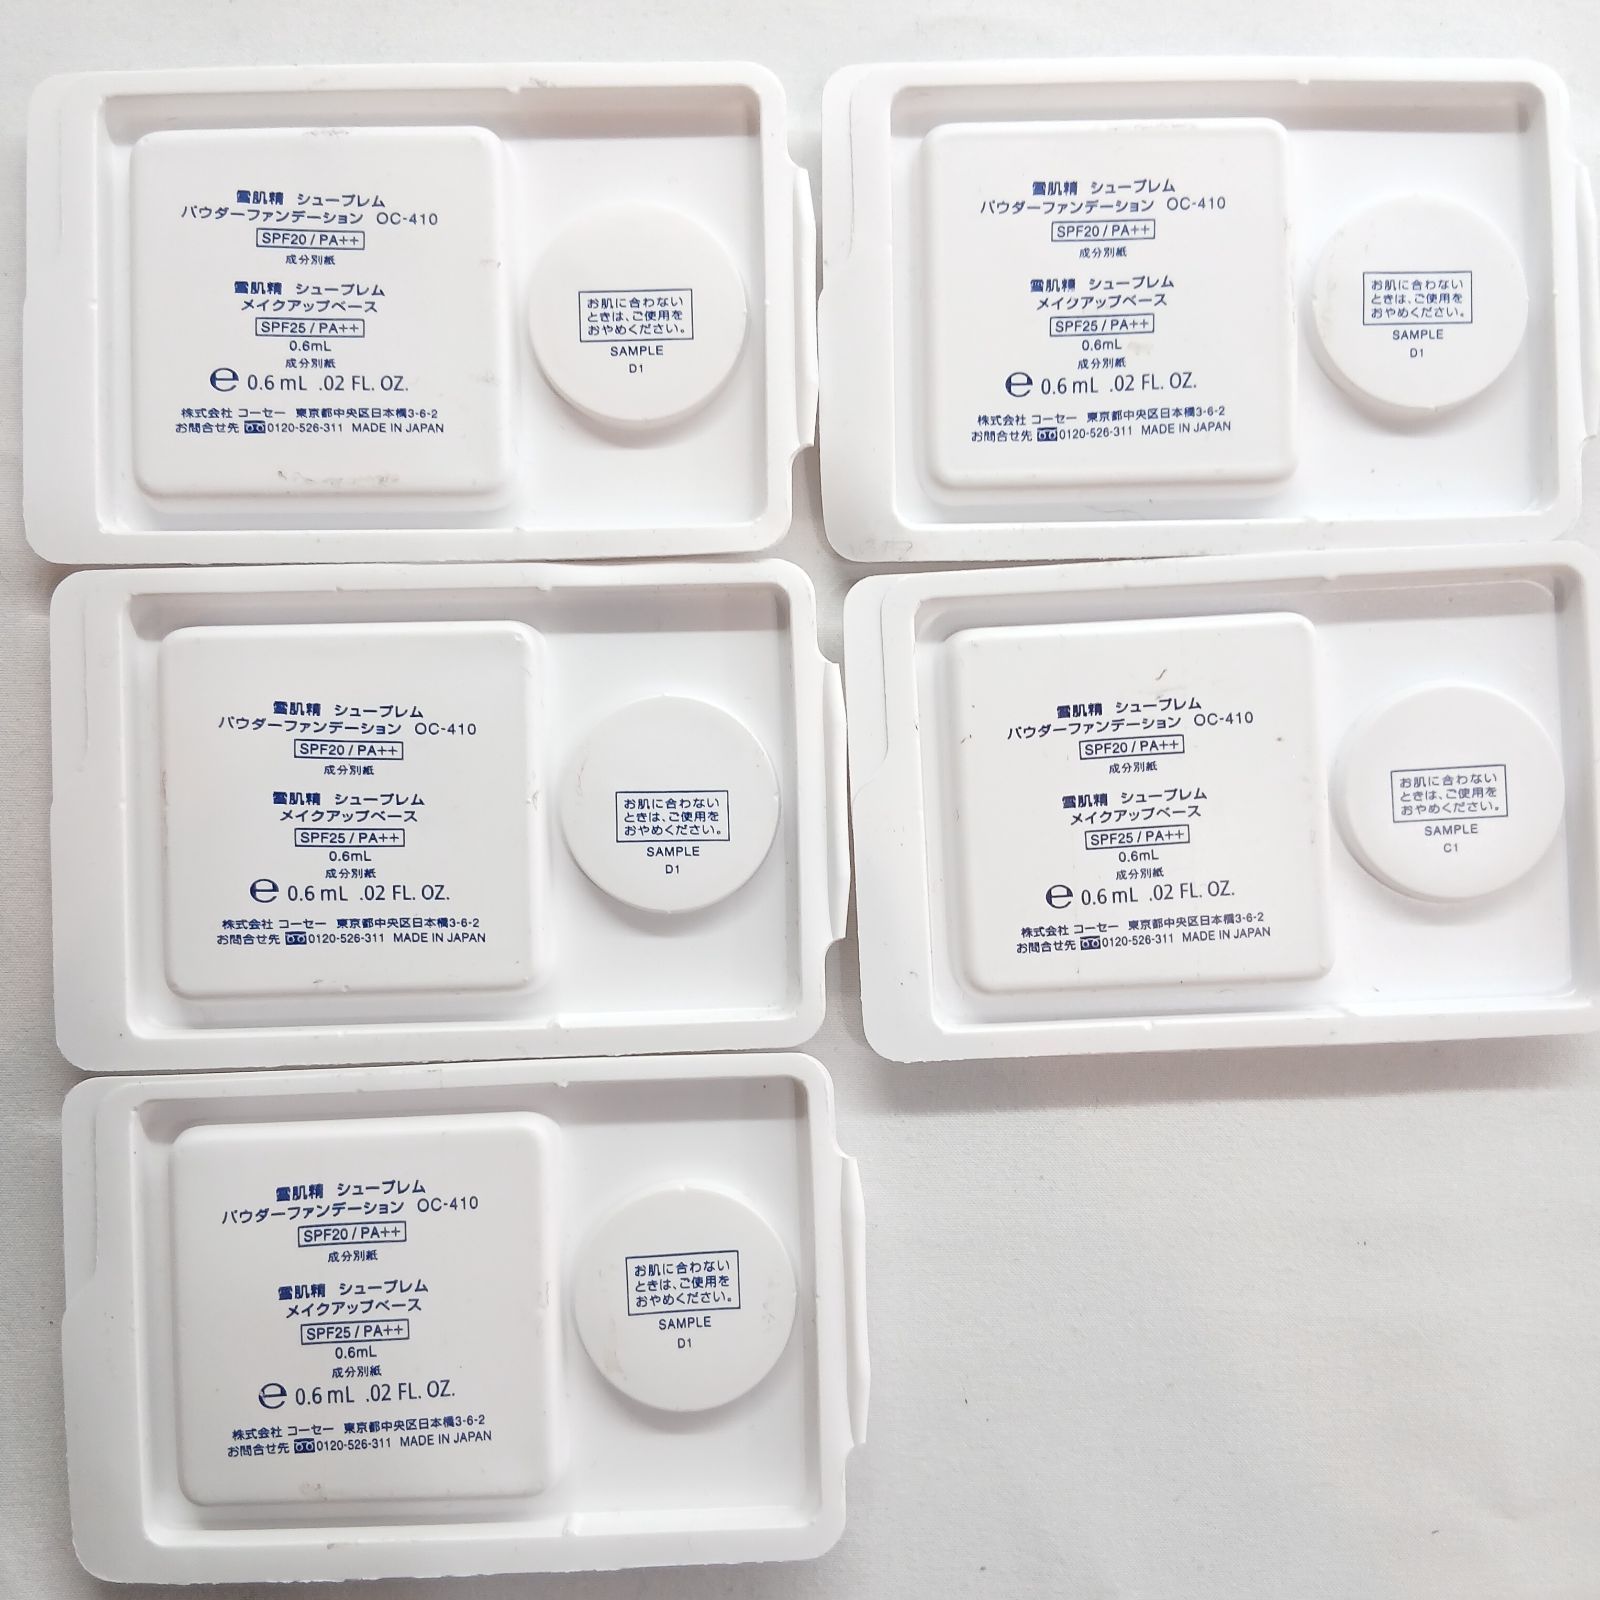 雪肌精 シュープレム
パウダーファンデーション OC-410
SPF20 / PA++
成分別紙
雪肌精 シュープレム
メイクアップベース
SPF25 / PA++
0.6mL
成分別紙
℮ 0.6 mL .02 FL. OZ.
株式会社 コーセー 東京都中央区日本橋3-6-2
お問合せ先 0120-526-311 MADE IN JAPAN
お肌に合わない
ときは、ご使用を
おやめください。
SAMPLE
D1
雪肌精 シュープレム
パウダーファンデーション OC-410
SPF20 / PA++
成分別紙
雪肌精 シュープレム
メイクアップベース
SPF25 / PA++
0.6mL
成分別紙
℮ 0.6 mL .02 FL. OZ.
株式会社 コーセー 東京都中央区日本橋3-6-2
お問合せ先 0120-526-311 MADE IN JAPAN
お肌に合わない
ときは、ご使用を
おやめください。
SAMPLE
D1
雪肌精 シュープレム
パウダーファンデーション OC-410
SPF20 / PA++
成分別紙
雪肌精 シュープレム
メイクアップベース
SPF25 / PA++
0.6mL
成分別紙
℮ 0.6 mL .02 FL. OZ.
株式会社 コーセー 東京都中央区日本橋3-6-2
お問合せ先 0120-526-311 MADE IN JAPAN
お肌に合わない
ときは、ご使用を
おやめください。
SAMPLE
D1
雪肌精 シュープレム
パウダーファンデーション OC-410
SPF20 / PA++
成分別紙
雪肌精 シュープレム
メイクアップベース
SPF25 / PA++
0.6mL
成分別紙
℮ 0.6 mL .02 FL. OZ.
株式会社 コーセー 東京都中央区日本橋3-6-2
お問合せ先 0120-526-311 MADE IN JAPAN
お肌に合わない
ときは、ご使用を
おやめください。
SAMPLE
C1
雪肌精 シュープレム
パウダーファンデーション OC-410
SPF20 / PA++
成分別紙
雪肌精 シュープレム
メイクアップベース
SPF25 / PA++
0.6mL
成分別紙
℮ 0.6 mL .02 FL. OZ.
株式会社 コーセー 東京都中央区日本橋3-6-2
お問合せ先 0120-526-311 MADE IN JAPAN
お肌に合わない
ときは、ご使用を
おやめください。
SAMPLE
D1